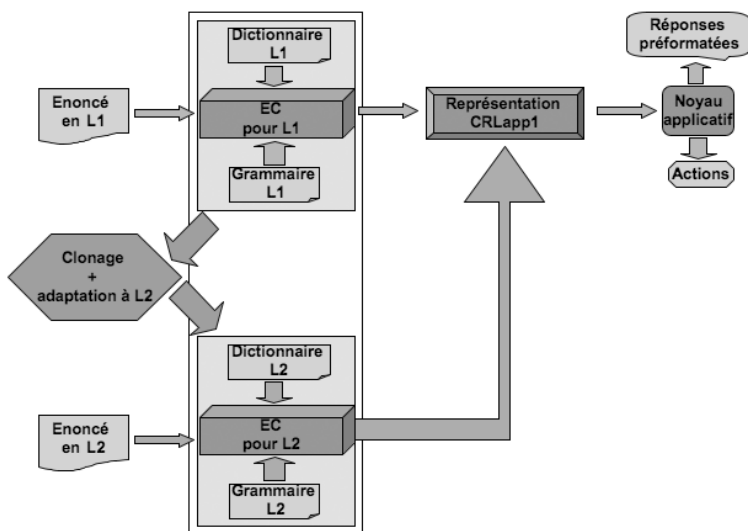 Dictionnaire
L1
Enoncé
en L1
EC
pour L1
Grammaire
L1
Représentation
CRLapp1
Réponses
préformatées
Noyau
applicatif
Actions
Clonage
+
adaptation à L2
Dictionnaire
L2
Enoncé
en L2
EC
pour L2
Grammaire
L2